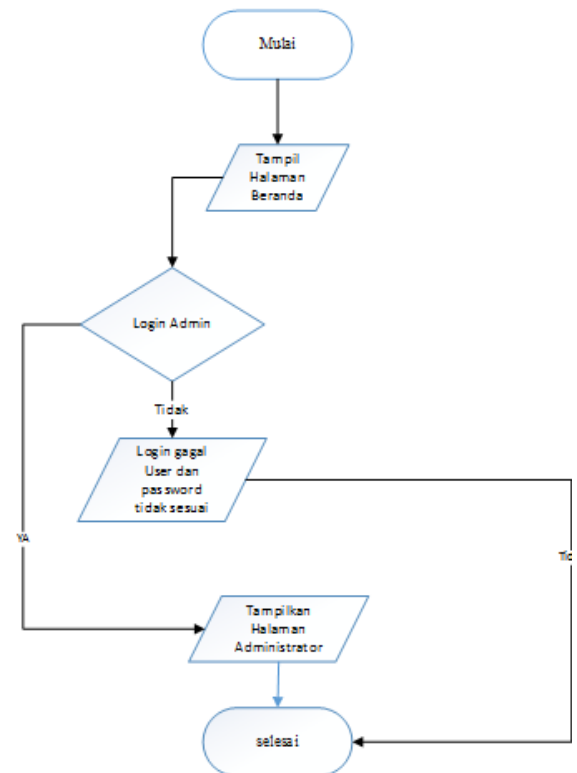 Mulai
Tampil
Halaman
Beranda
Login Admin
Tidak
Login gagal
User dan
password
tidak sesuai
YA
Tampilkan
Halaman
Administrator
selesai